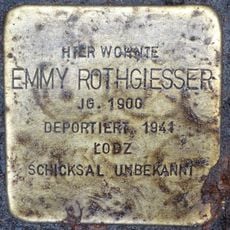 HIER WOHNTE
EMMY ROTHGIESSER
JG. 1900
DEPORTIERT 1941
ŁODZ
SCHICKSAL UNBEKANNT